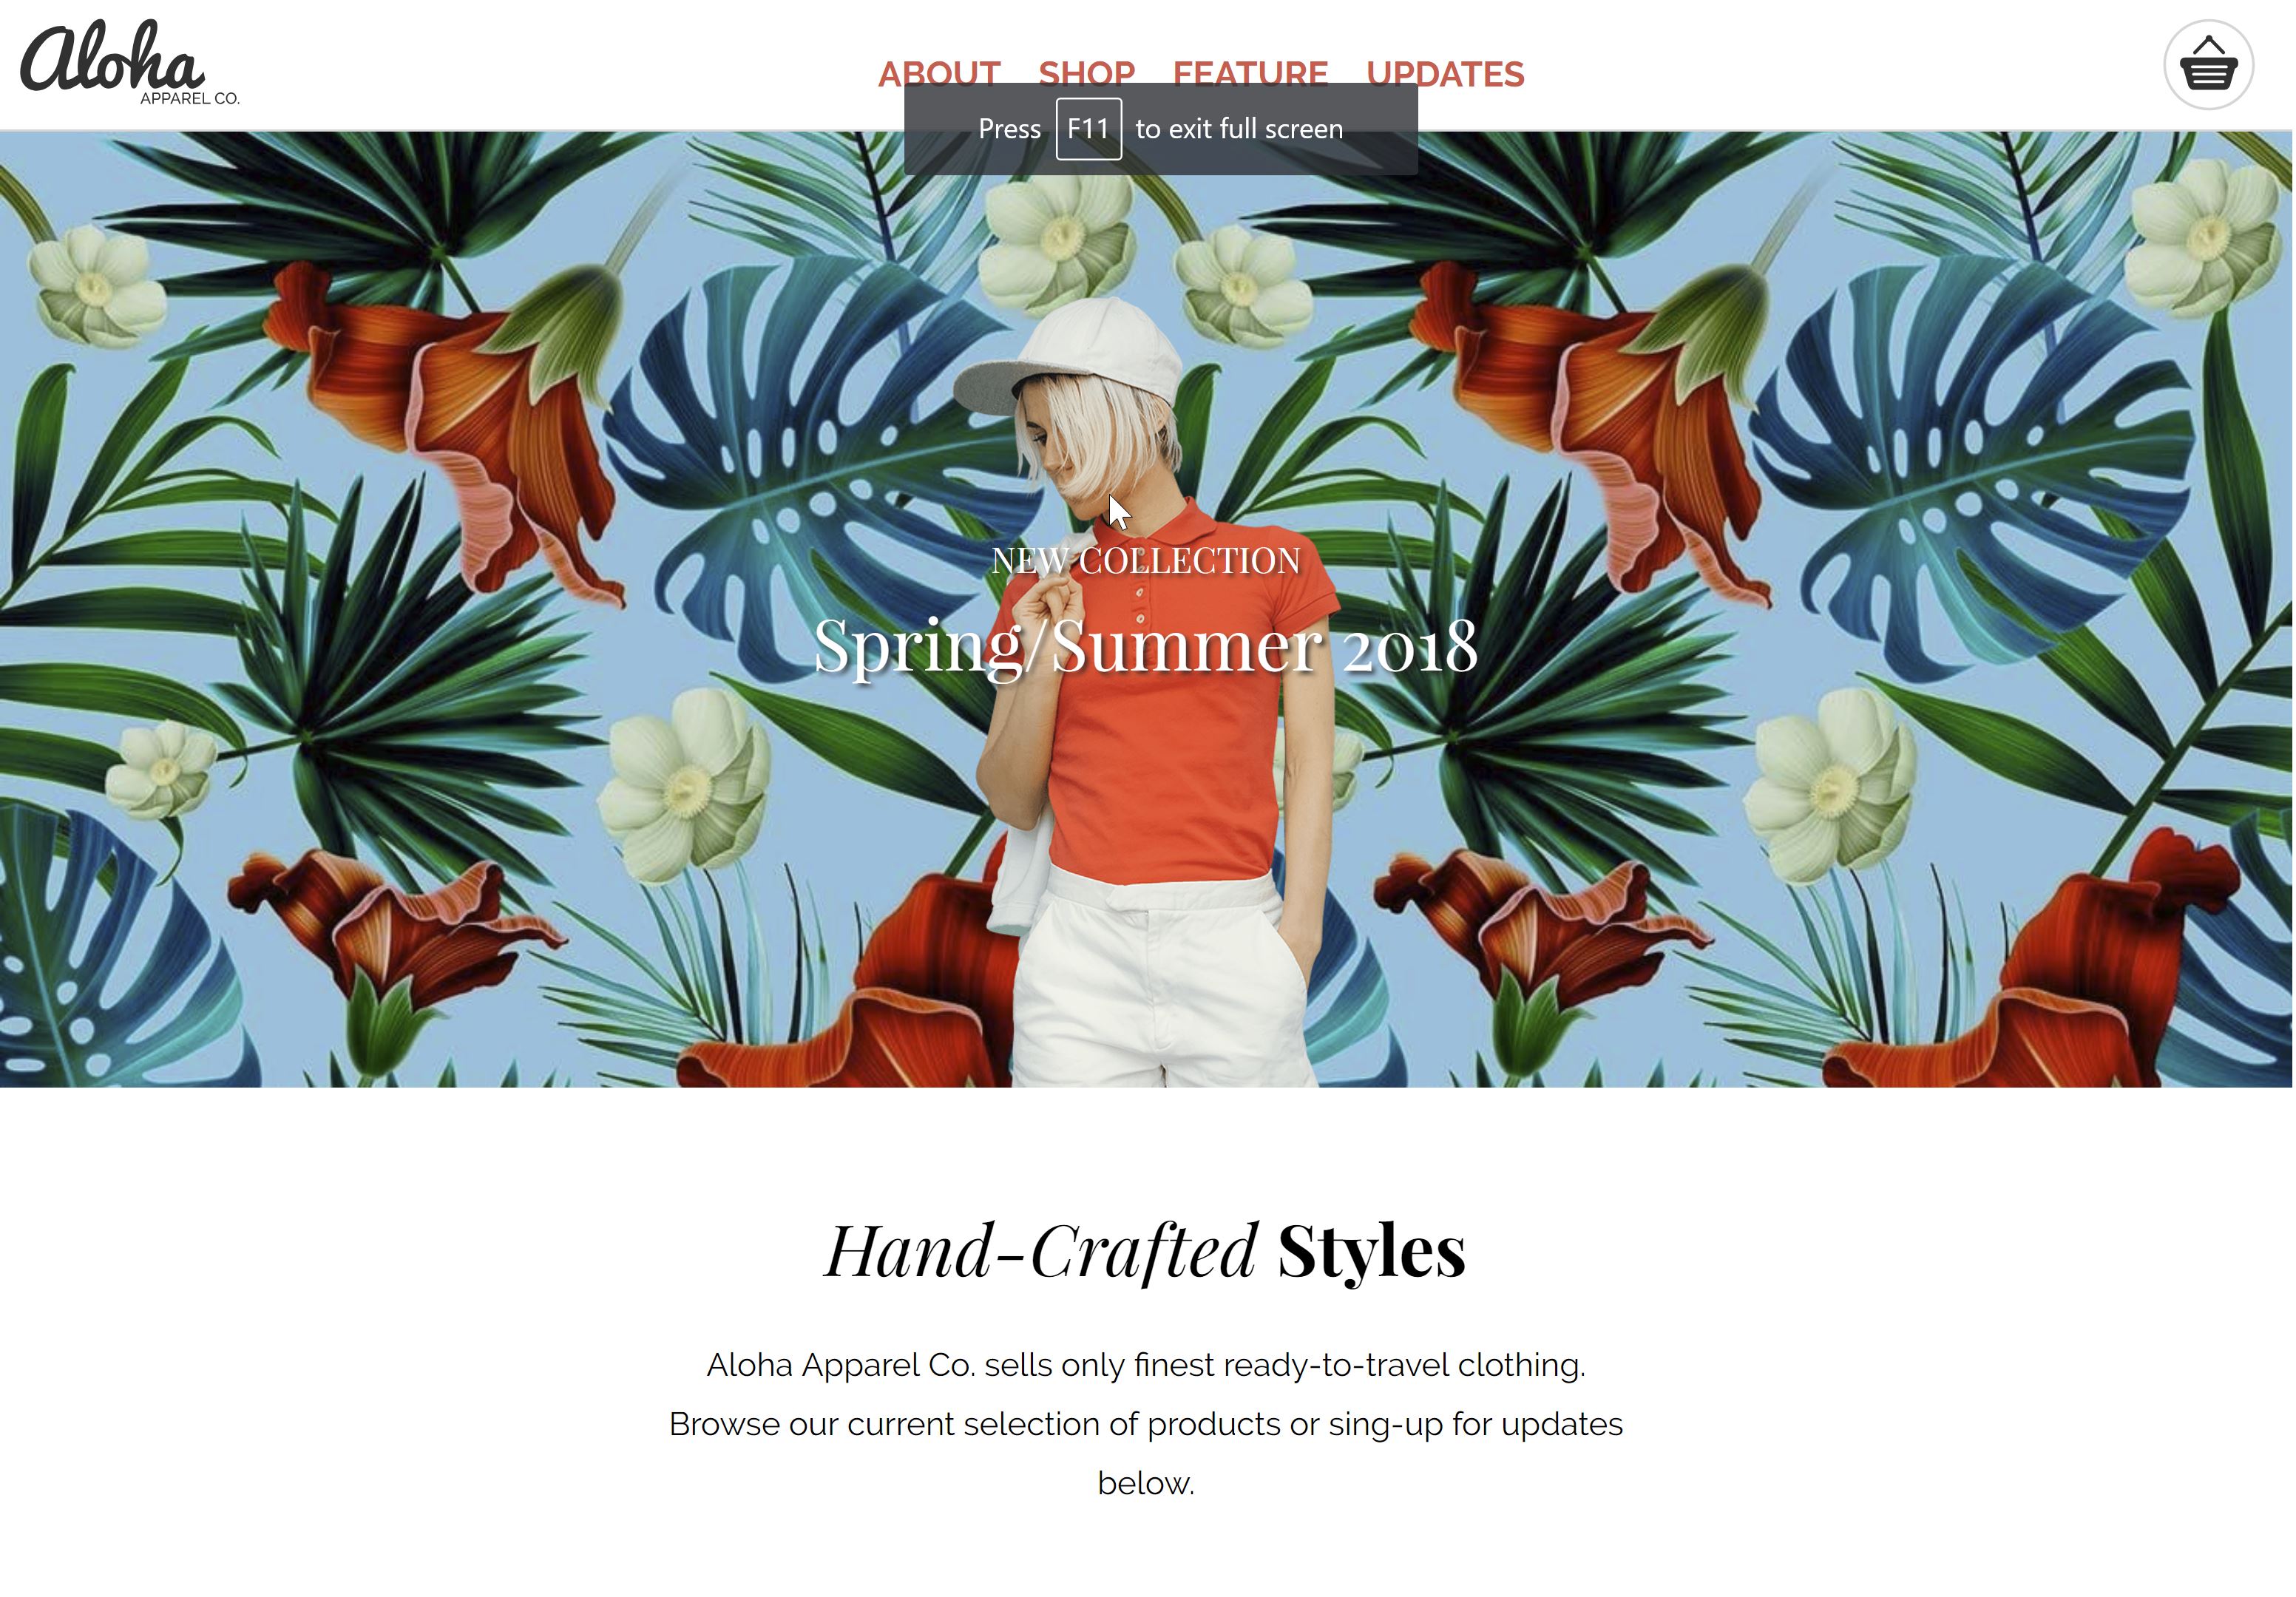 Aloha
APPAREL CO.
ABOUT SHOP FEATURE UPDATES
Press F11 to exit full screen
NEW COLLECTION
Spring/Summer 2018
Hand-Crafted Styles
Aloha Apparel Co. sells only finest ready-to-travel clothing.
Browse our current selection of products or sing-up for updates
below.